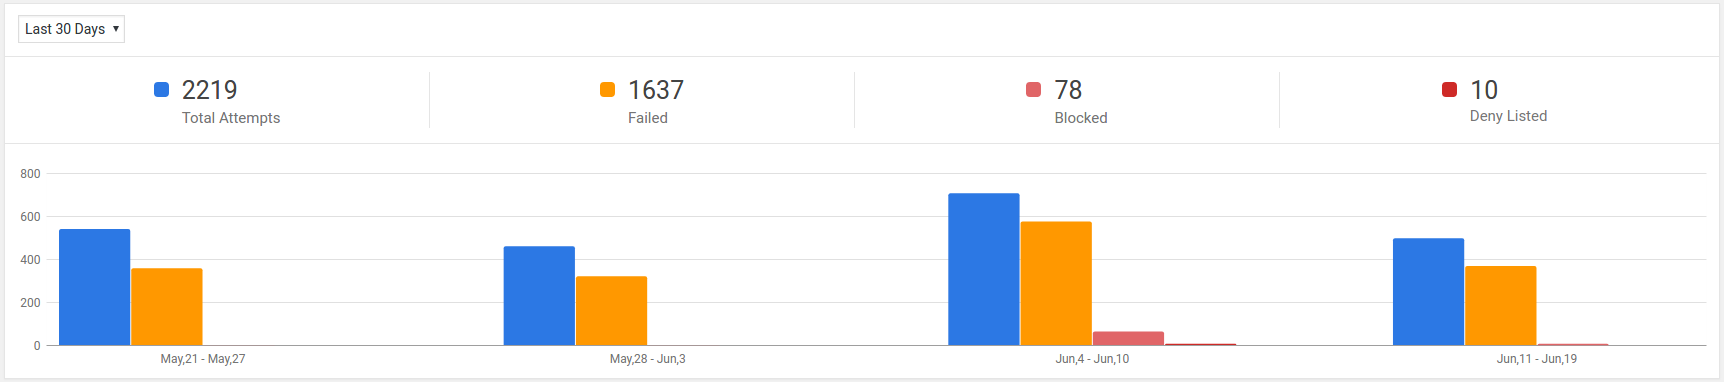 Last 30 Days
2219
Total Attempts
1637
Failed
78
Blocked
10
Deny Listed
800
600
400
200
0
May,21 - May,27
May,28 - Jun,3
Jun,4 - Jun,10
Jun,11 - Jun,19